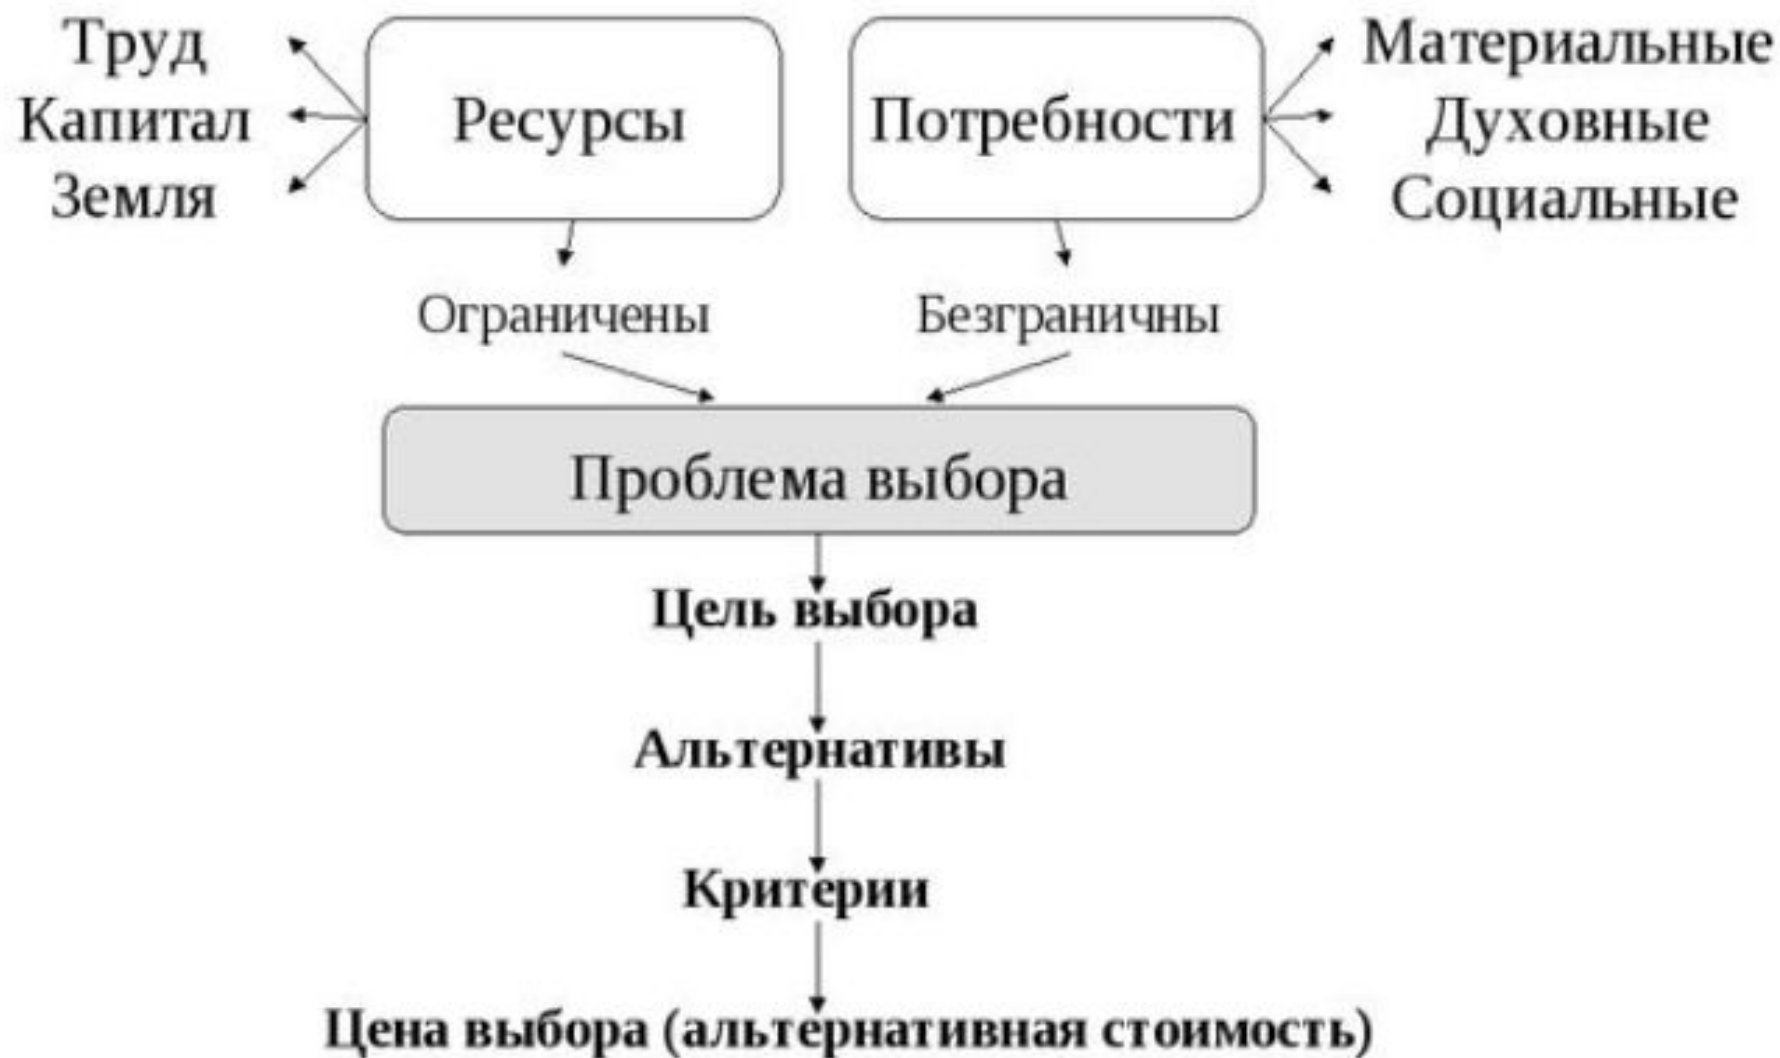 Труд
Капитал
Земля
Ресурсы
Потребности
Материальные
Духовные
Социальные
Ограничены
Безграничны
Проблема выбора
Цель выбора
Альтернативы
Критерии
Цена выбора (альтернативная стоимость)